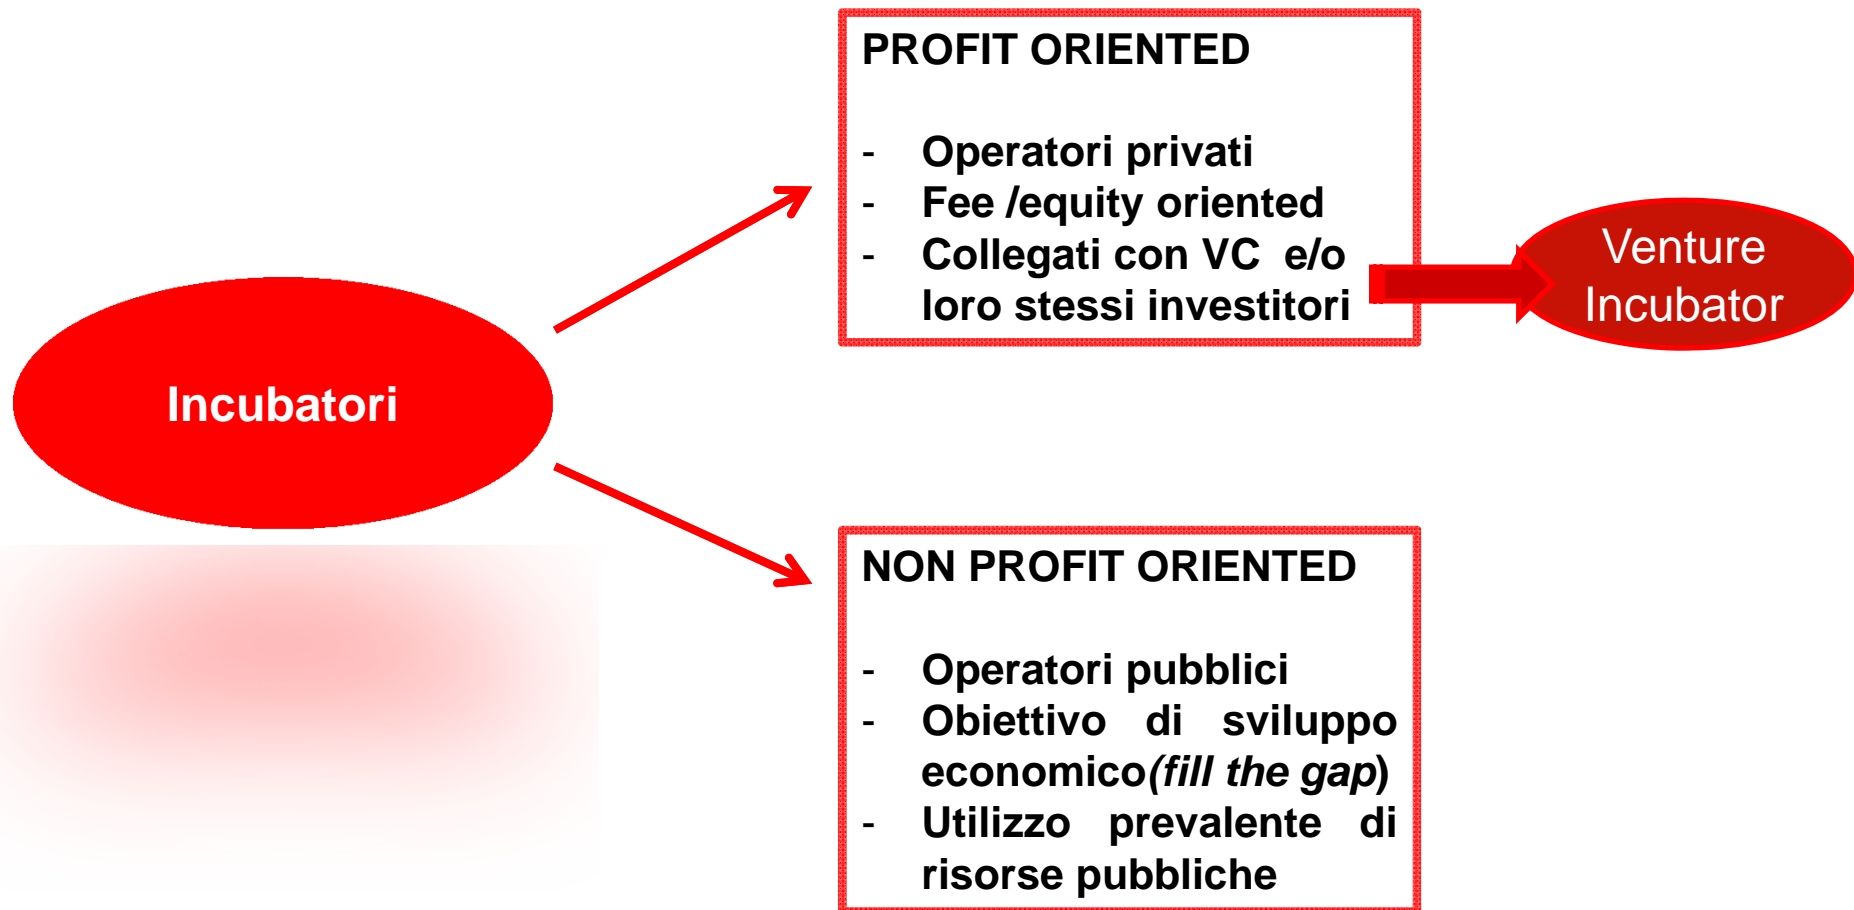 PROFIT ORIENTED
- Operatori privati
- Fee /equity oriented
- Collegati con VC e/o
loro stessi investitori
Venture
Incubator
Incubatori
NON PROFIT ORIENTED
- Operatori pubblici
- Obiettivo di sviluppo
economico(fill the gap)
- Utilizzo prevalente di
risorse pubbliche